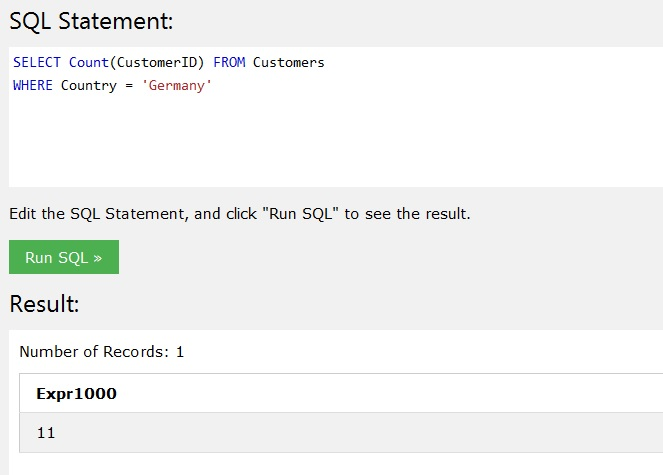 SQL Statement:
SELECT Count(CustomerID) FROM Customers
WHERE Country = 'Germany'
Edit the SQL Statement, and click "Run SQL" to see the result.
Run SQL »
Result:
Number of Records: 1
Expr1000
11